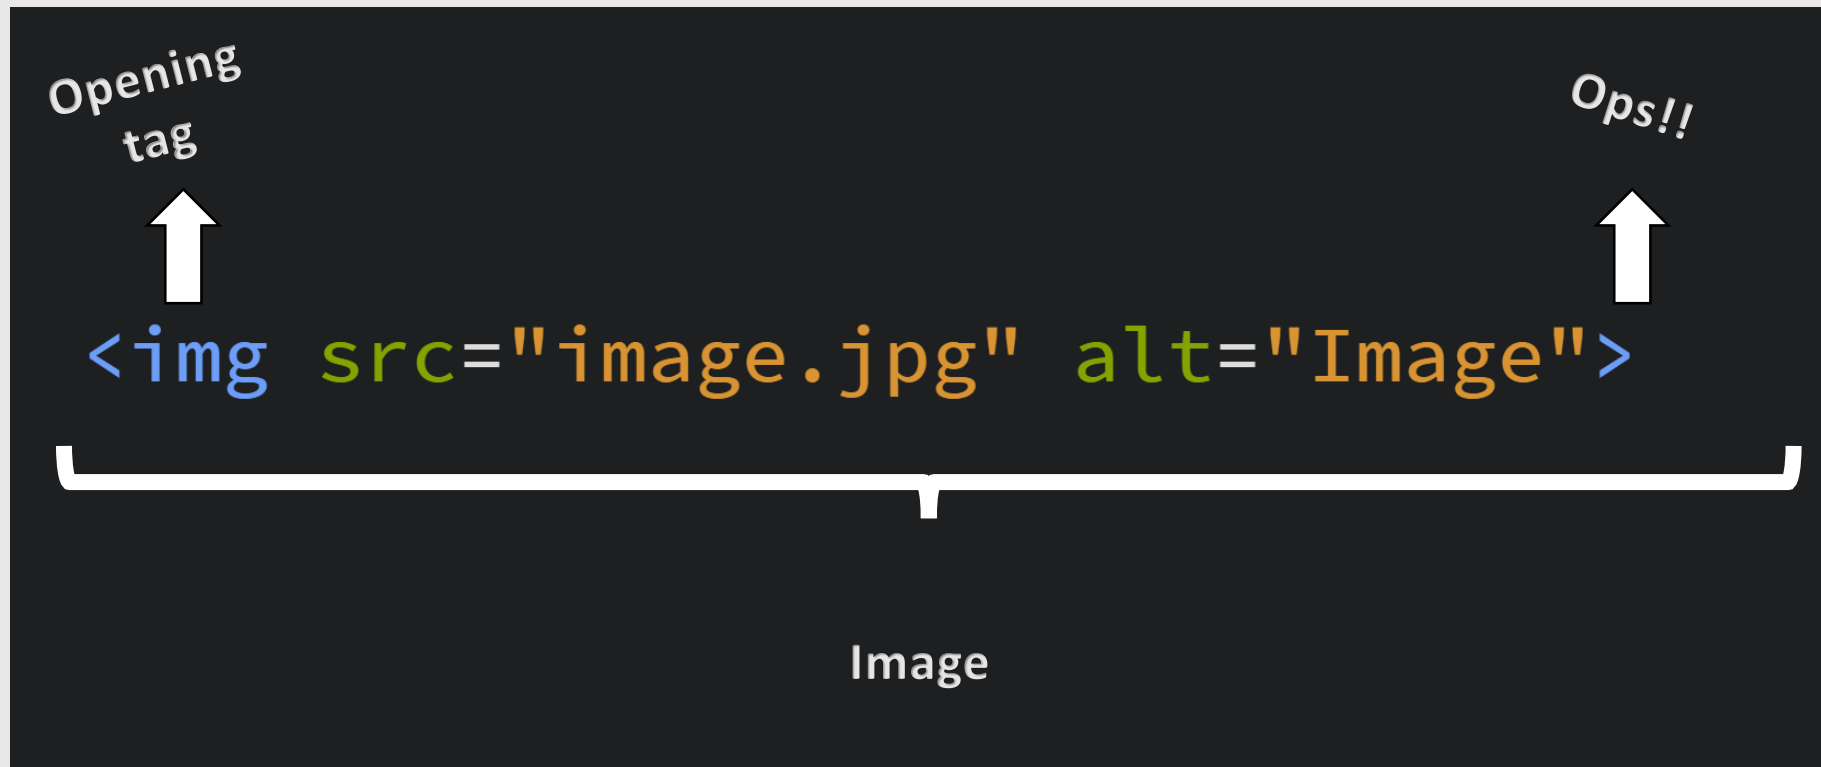 Opening
tag
Ops!!
<img src="image.jpg" alt="Image">
Image